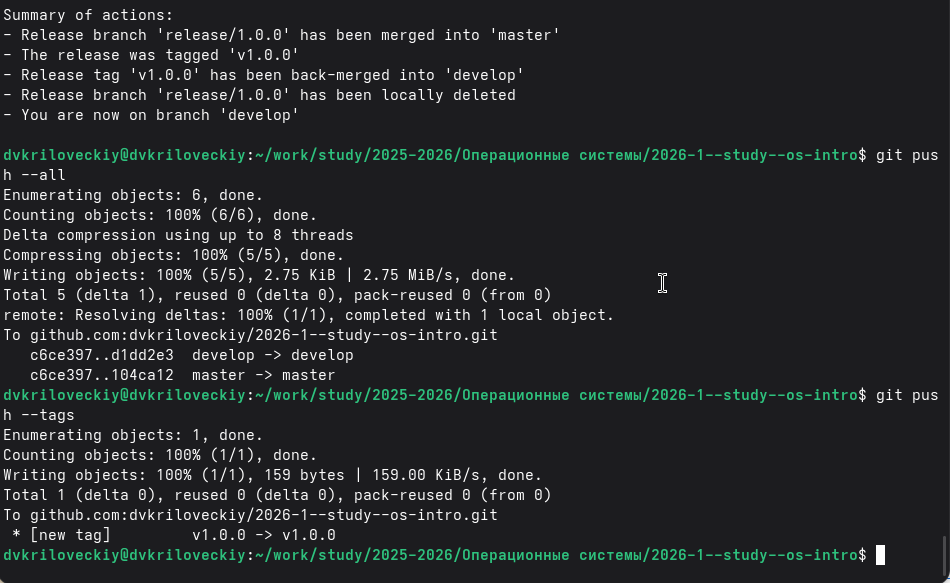 Summary of actions:
- Release branch 'release/1.0.0' has been merged into 'master'
- The release was tagged 'v1.0.0'
- Release tag 'v1.0.0' has been back-merged into 'develop'
- Release branch 'release/1.0.0' has been locally deleted
- You are now on branch 'develop'

dvkriloveckiy@dvkriloveckiy:~/work/study/2025-2026/Операционные системы/2026-1--study--os-intro$ git pus
h --all
Enumerating objects: 6, done.
Counting objects: 100% (6/6), done.
Delta compression using up to 8 threads
Compressing objects: 100% (5/5), done.
Writing objects: 100% (5/5), 2.75 KiB | 2.75 MiB/s, done.
Total 5 (delta 1), reused 0 (delta 0), pack-reused 0 (from 0)
remote: Resolving deltas: 100% (1/1), completed with 1 local object.
To github.com:dvkriloveckiy/2026-1--study--os-intro.git
   c6ce397..d1dd2e3  develop -> develop
   c6ce397..104ca12  master -> master
dvkriloveckiy@dvkriloveckiy:~/work/study/2025-2026/Операционные системы/2026-1--study--os-intro$ git pus
h --tags
Enumerating objects: 1, done.
Counting objects: 100% (1/1), done.
Writing objects: 100% (1/1), 159 bytes | 159.00 KiB/s, done.
Total 1 (delta 0), reused 0 (delta 0), pack-reused 0 (from 0)
To github.com:dvkriloveckiy/2026-1--study--os-intro.git
 * [new tag]         v1.0.0 -> v1.0.0
dvkriloveckiy@dvkriloveckiy:~/work/study/2025-2026/Операционные системы/2026-1--study--os-intro$